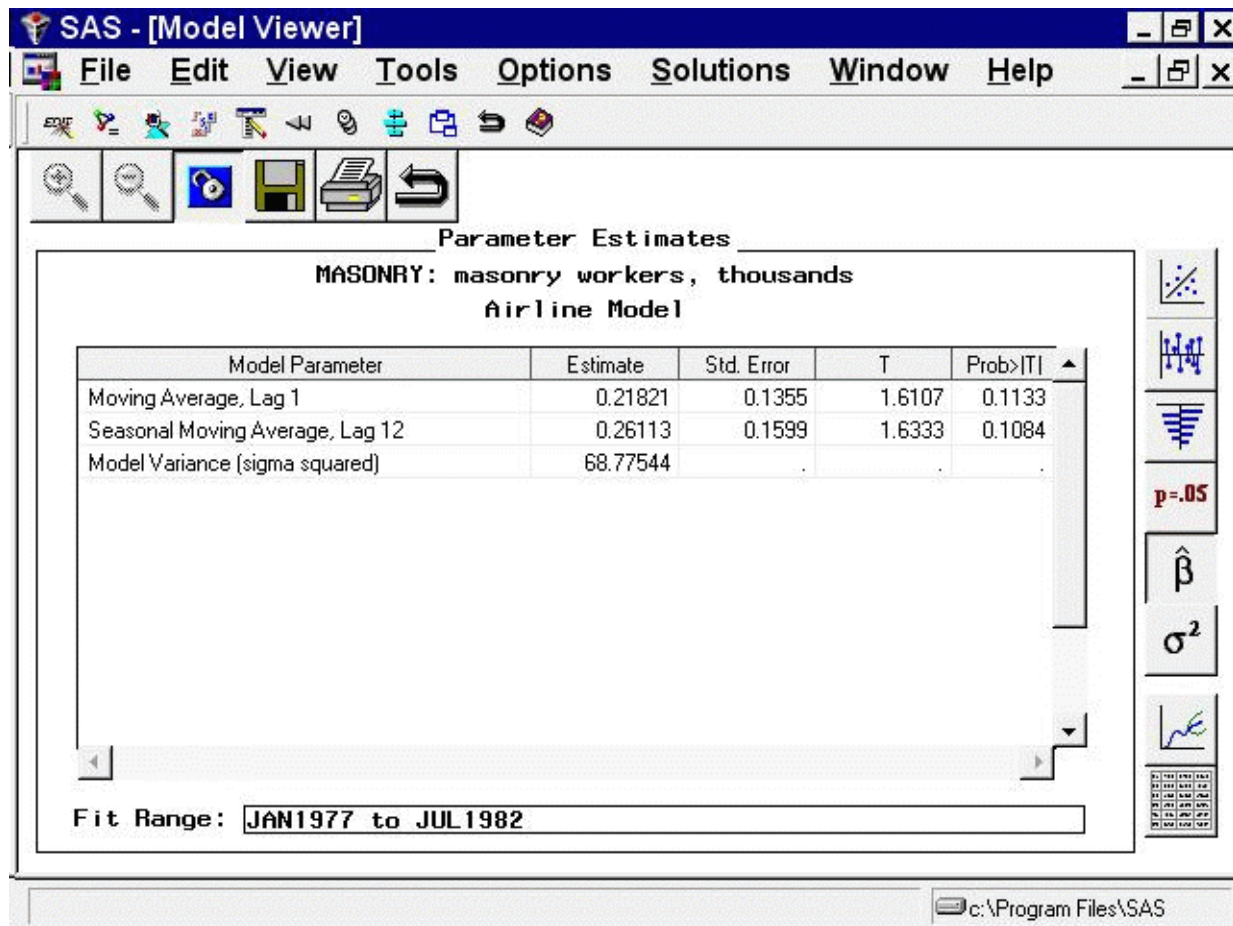 SAS - [Model Viewer]
File Edit View Tools Options Solutions Window Help
Parameter Estimates
MASONRY: masonry workers, thousands
Airline Model
Model Parameter Estimate Std. Error T Prob>|T|
Moving Average, Lag 1 0.21821 0.1355 1.6107 0.1133
Seasonal Moving Average, Lag 12 0.26113 0.1599 1.6333 0.1084
Model Variance (sigma squared) 68.77544 . . .
p=.05
β̂
σ²
Fit Range: JAN1977 to JUL1982
c:\Program Files\SAS